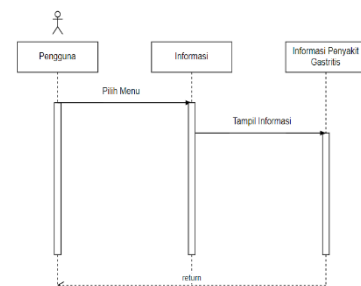 Pengguna
Informasi
Informasi Penyakit
Gastritis
Pilih Menu
Tampil Informasi
return